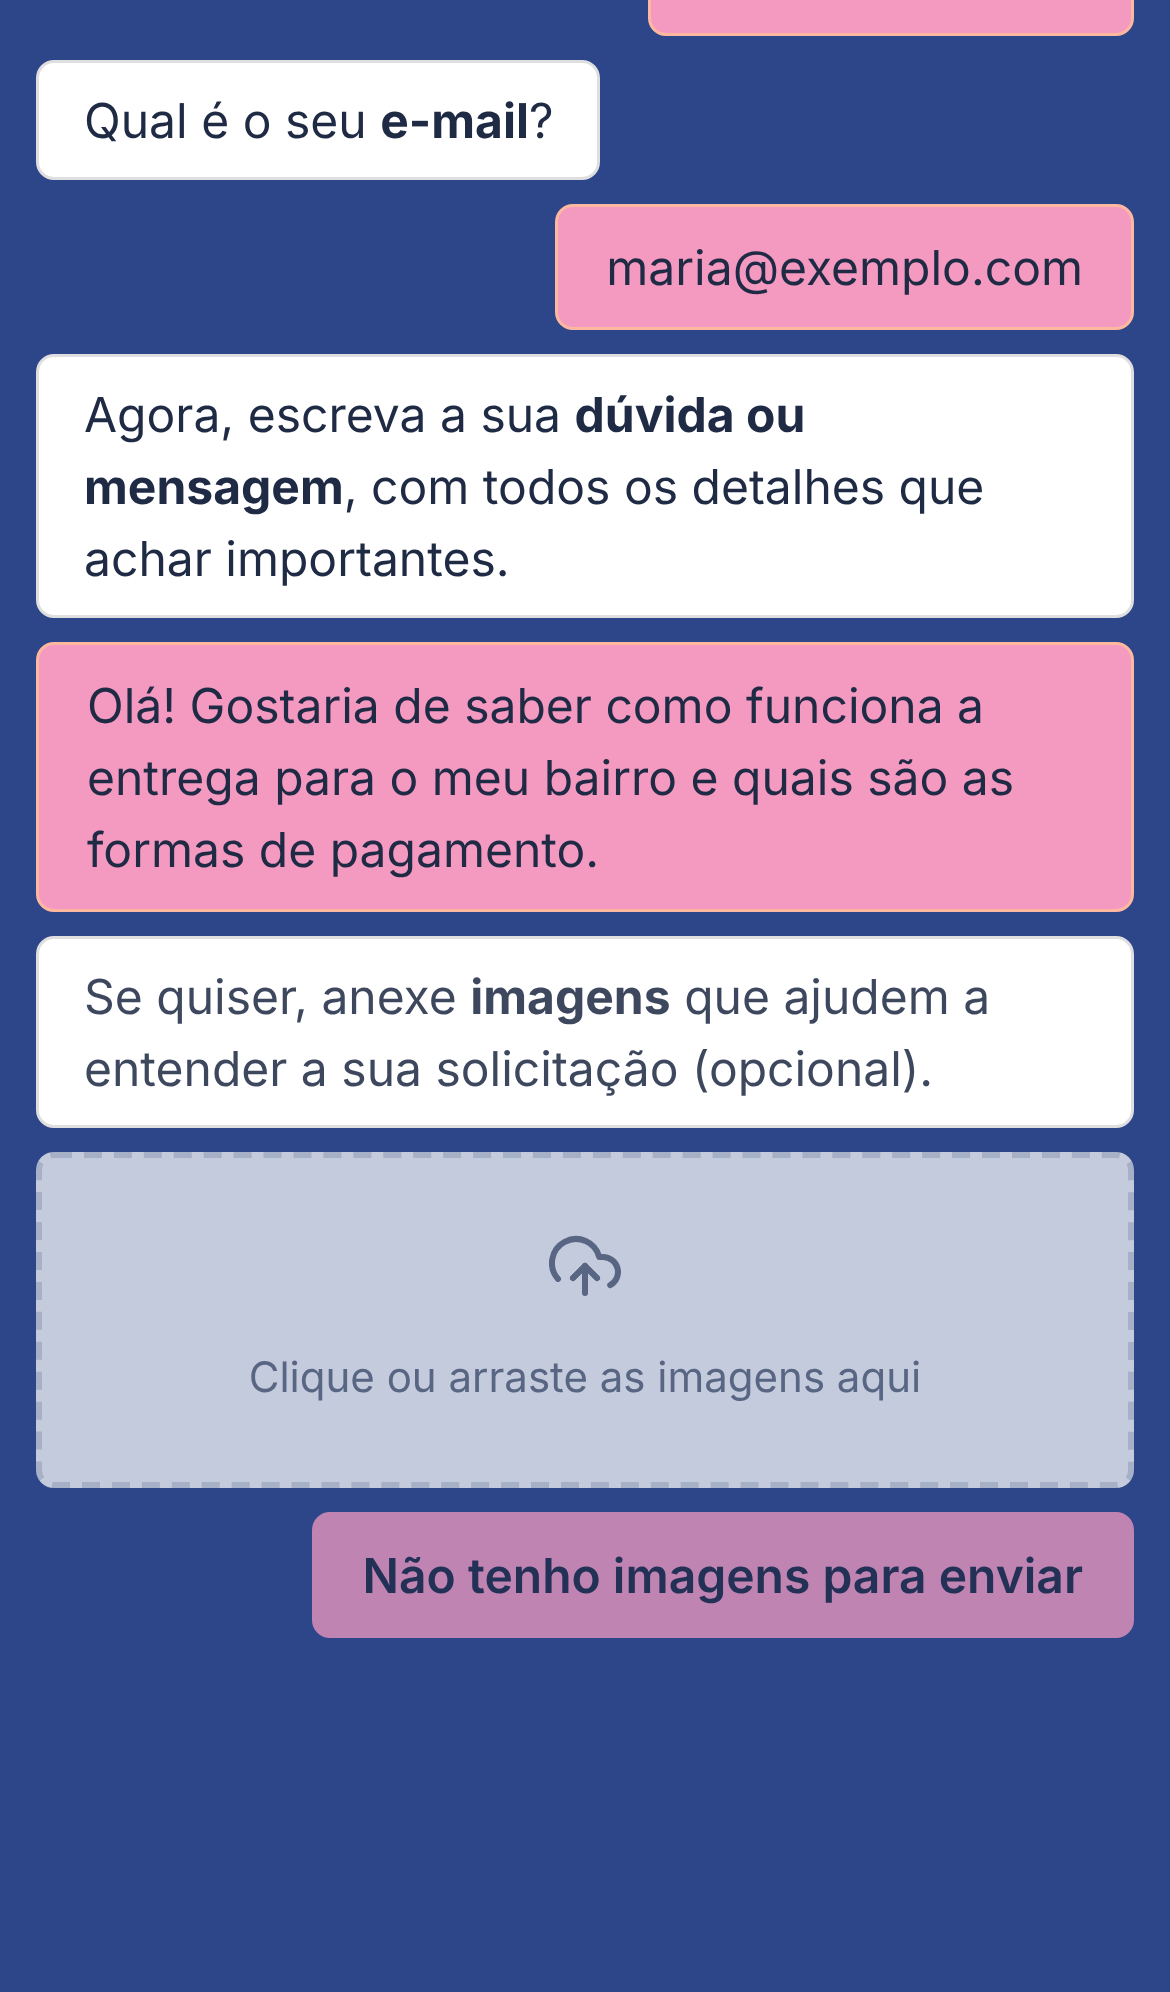 Qual é o seu e-mail?
maria@exemplo.com
Agora, escreva a sua dúvida ou
mensagem, com todos os detalhes que
achar importantes.
Olá! Gostaria de saber como funciona a
entrega para o meu bairro e quais são as
formas de pagamento.
Se quiser, anexe imagens que ajudem a
entender a sua solicitação (opcional).
Clique ou arraste as imagens aqui
Não tenho imagens para enviar